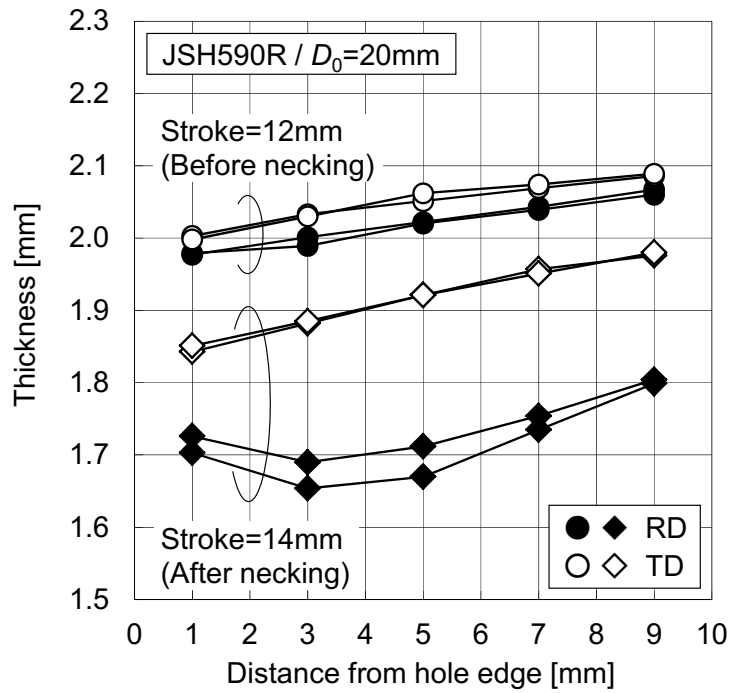 2.3
2.2
2.1
2.0
1.9
1.8
1.7
1.6
1.5
Thickness [mm]
JSH590R / D0=20mm
Stroke=12mm
(Before necking)
Stroke=14mm
(After necking)
RD
TD
0 1 2 3 4 5 6 7 8 9 10
Distance from hole edge [mm]